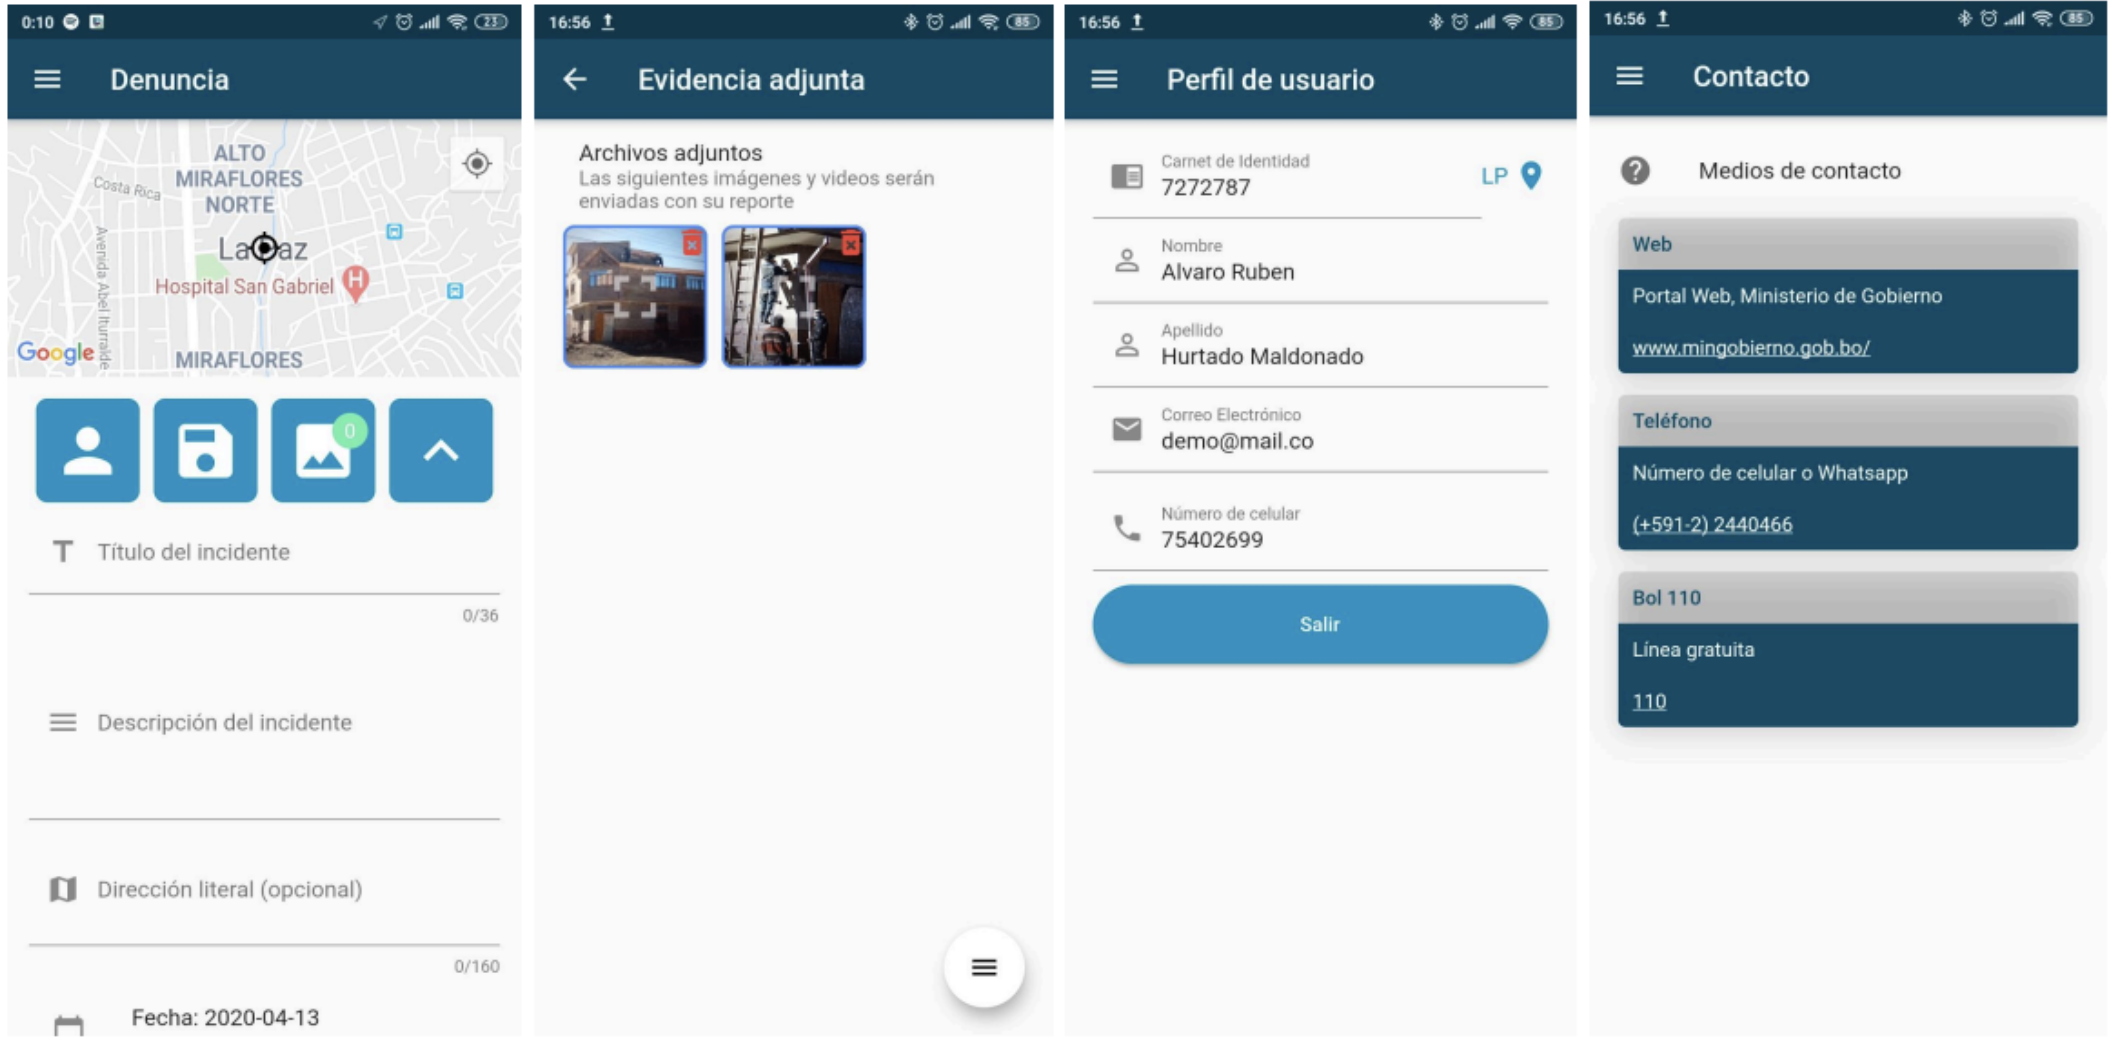 0:10
23
Denuncia
ALTO
MIRAFLORES
NORTE
Costa Rica
Avenida Abel Iturralde
La Paz
Hospital San Gabriel
H
Google
MIRAFLORES
0
Título del incidente
0/36
Descripción del incidente
Dirección literal (opcional)
0/160
Fecha: 2020-04-13
16:56
85
Evidencia adjunta
Archivos adjuntos
Las siguientes imágenes y videos serán
enviadas con su reporte
16:56
85
Perfil de usuario
Carnet de Identidad
7272787
LP
Nombre
Alvaro Ruben
Apellido
Hurtado Maldonado
Correo Electrónico
demo@mail.co
Número de celular
75402699
Salir
16:56
85
Contacto
Medios de contacto
Web
Portal Web, Ministerio de Gobierno
www.mingobierno.gob.bo/
Teléfono
Número de celular o Whatsapp
(+591-2) 2440466
Bol 110
Línea gratuita
110